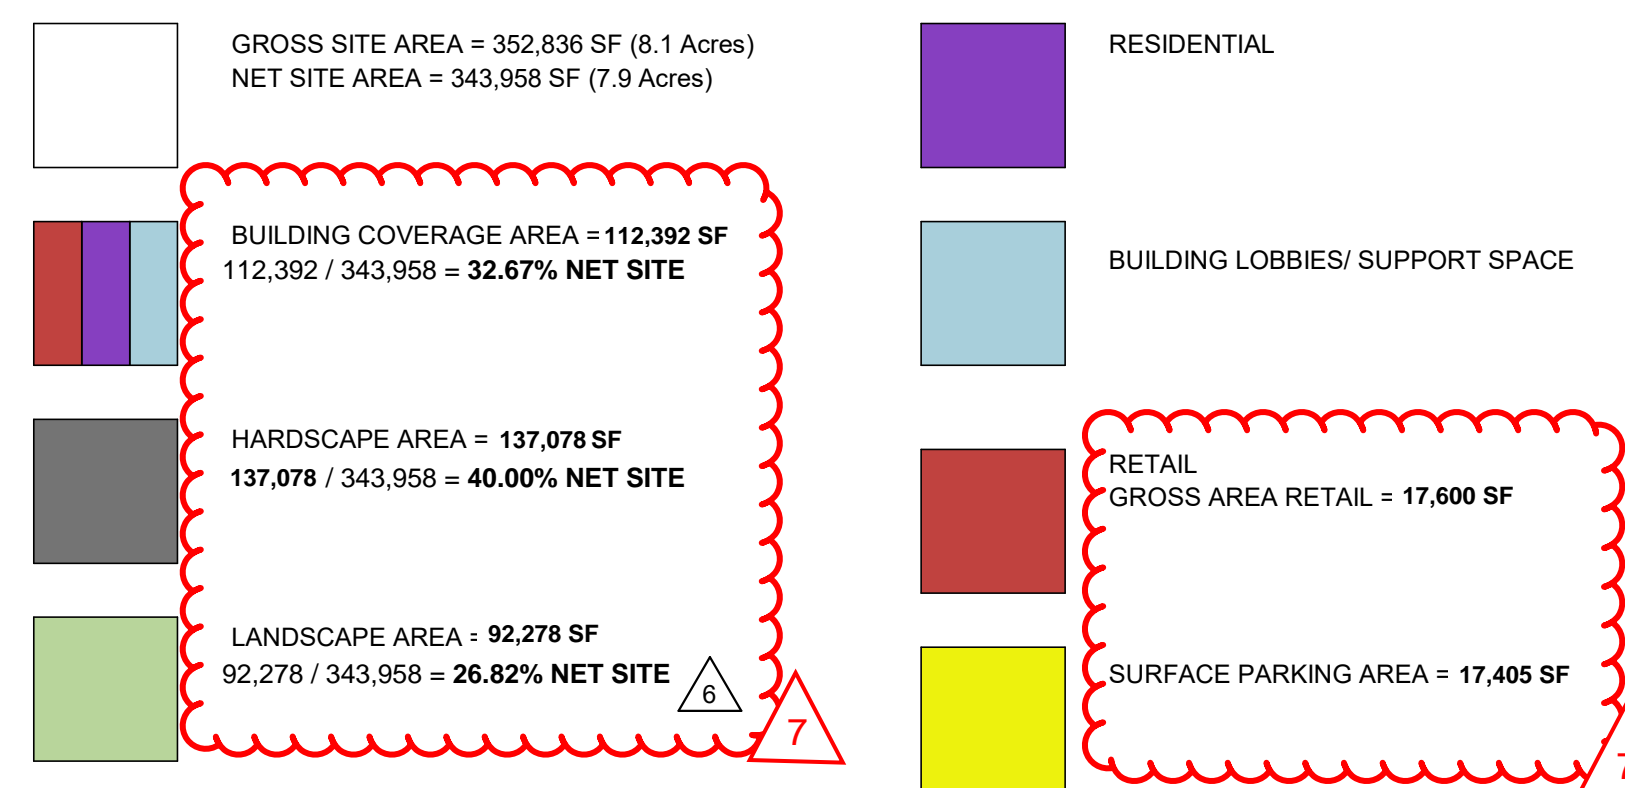 GROSS SITE AREA = 352,836 SF (8.1 Acres)
NET SITE AREA = 343,958 SF (7.9 Acres)
BUILDING COVERAGE AREA = 112,392 SF
112,392 / 343,958 = 32.67% NET SITE
HARDSCAPE AREA = 137,078 SF
137,078 / 343,958 = 40.00% NET SITE
LANDSCAPE AREA = 92,278 SF
92,278 / 343,958 = 26.82% NET SITE
6
7
RESIDENTIAL
BUILDING LOBBIES/ SUPPORT SPACE
RETAIL
GROSS AREA RETAIL = 17,600 SF
SURFACE PARKING AREA = 17,405 SF